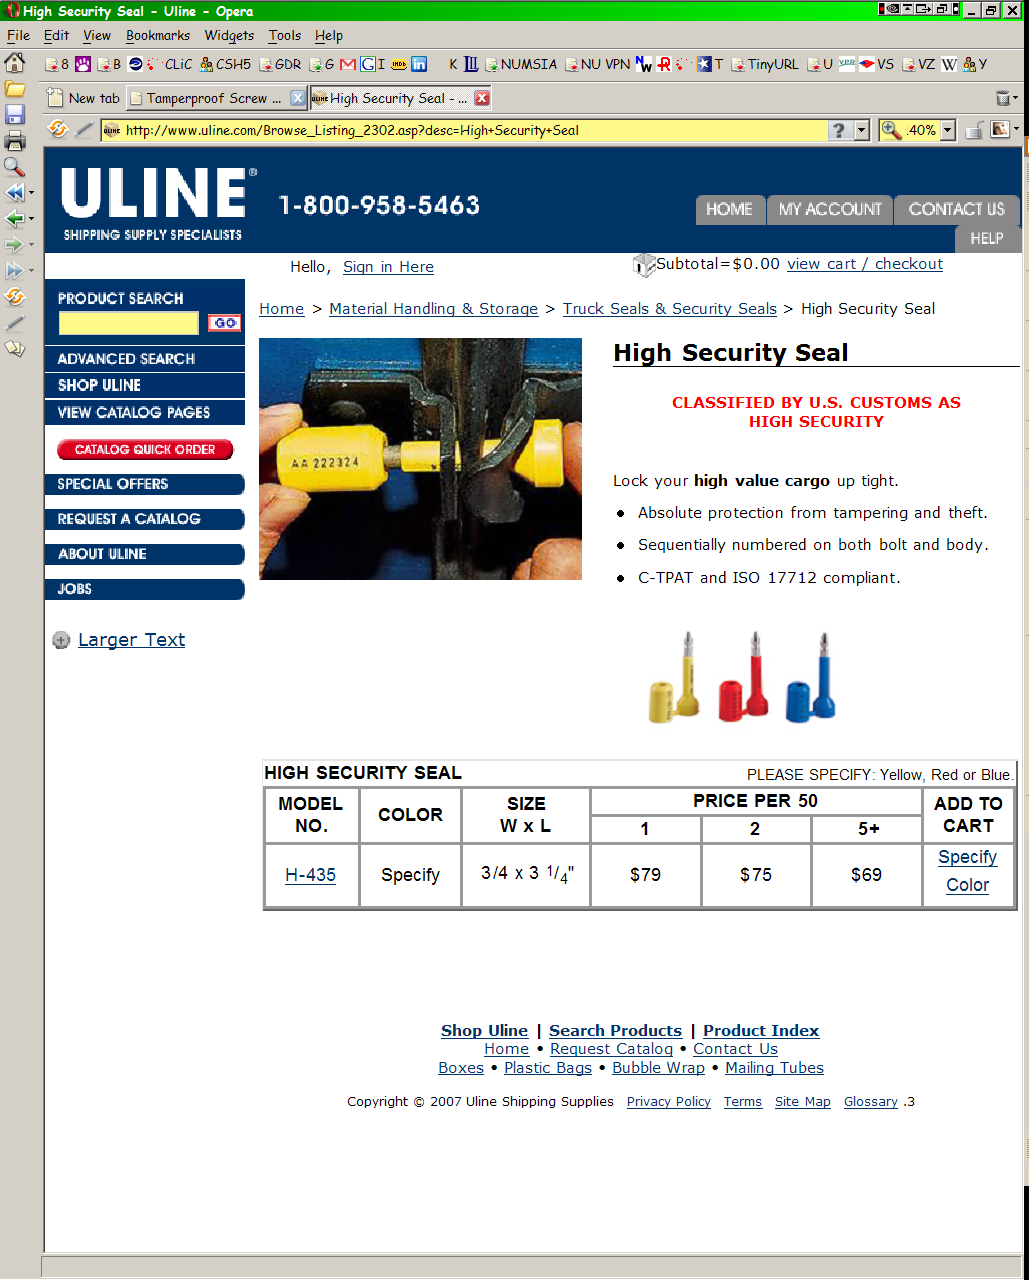 High Security Seal - Uline - Opera
File Edit View Bookmarks Widgets Tools Help
8 B CLiC CSH5 GDR G I K NUMSIA NU VPN T TinyURL U VS VZ Y
New tab Tamperproof Screw ... High Security Seal - ...
http://www.uline.com/Browse_Listing_2302.asp?desc=High+Security+Seal ? .40%
ULINE®
SHIPPING SUPPLY SPECIALISTS
1-800-958-5463
HOME MY ACCOUNT CONTACT US
HELP
Hello, Sign in Here
Subtotal=$0.00 view cart / checkout
PRODUCT SEARCH
GO
ADVANCED SEARCH
SHOP ULINE
VIEW CATALOG PAGES
CATALOG QUICK ORDER
SPECIAL OFFERS
REQUEST A CATALOG
ABOUT ULINE
JOBS
Larger Text
Home > Material Handling & Storage > Truck Seals & Security Seals > High Security Seal
AA 222324
High Security Seal
CLASSIFIED BY U.S. CUSTOMS AS
HIGH SECURITY
Lock your high value cargo up tight.
• Absolute protection from tampering and theft.
• Sequentially numbered on both bolt and body.
• C-TPAT and ISO 17712 compliant.
HIGH SECURITY SEAL PLEASE SPECIFY: Yellow, Red or Blue.
MODEL NO. COLOR SIZE W x L PRICE PER 50 ADD TO CART
1 2 5+
H-435 Specify 3/4 x 3 1/4" $79 $75 $69 Specify Color
Shop Uline | Search Products | Product Index
Home • Request Catalog • Contact Us
Boxes • Plastic Bags • Bubble Wrap • Mailing Tubes
Copyright © 2007 Uline Shipping Supplies Privacy Policy Terms Site Map Glossary .3